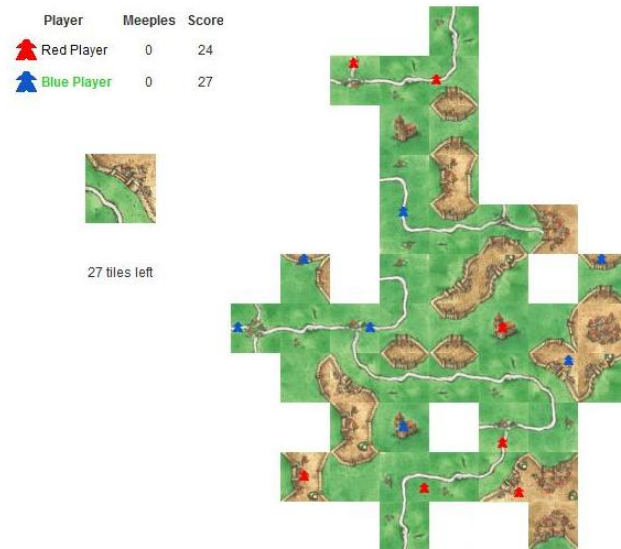 Player Meeples Score
Red Player 0 24
Blue Player 0 27
27 tiles left